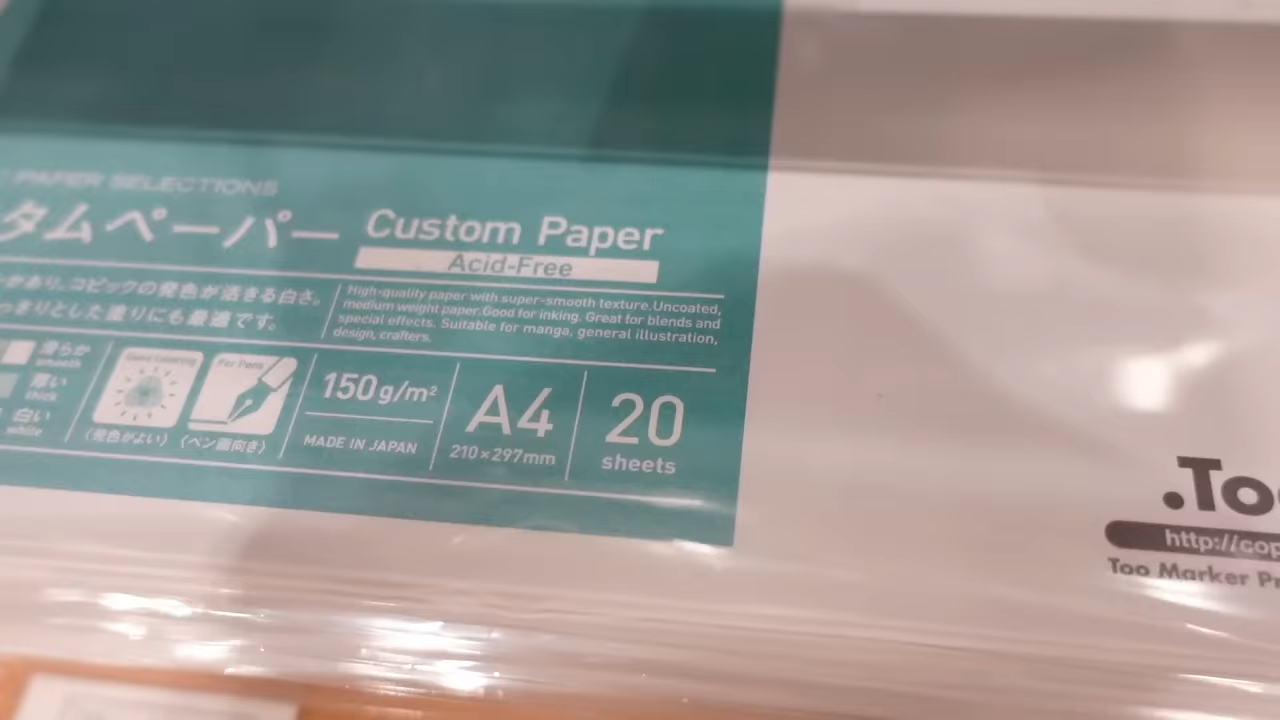 PAPER SELECTIONS
タムペーパー Custom Paper
Acid-Free
かあり、コピックの発色が活きる白さ。
っきりとした塗りにも最適です。
High-quality paper with super-smooth texture.Uncoated,
medium weight paper.Good for inking. Great for blends and
special effects. Suitable for manga, general illustration,
design, crafters.
滑らか
smooth
厚い
thick
白い
white
Good Coloring
〈発色がよい〉
For Pens
〈ペン画向き〉
150g/m²
MADE IN JAPAN
A4
210×297mm
20
sheets
.Too
http://cop
Too Marker Pr